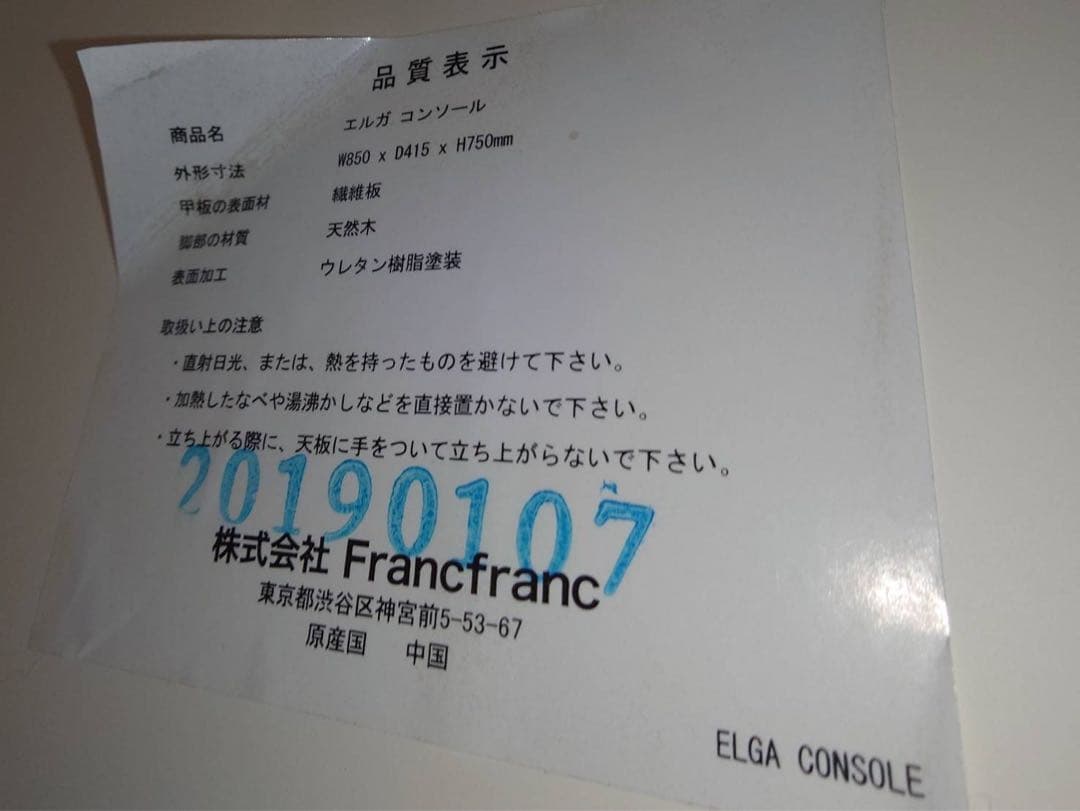 品質表示
商品名 エルガ コンソール
外形寸法 W850 x D415 x H750mm
甲板の表面材 繊維板
脚部の材質 天然木
表面加工 ウレタン樹脂塗装
取扱い上の注意
・直射日光、または、熱を持ったものを避けて下さい。
・加熱したなべや湯沸かしなどを直接置かないで下さい。
・立ち上がる際に、天板に手をついて立ち上がらないで下さい。
20190107
株式会社 Francfranc
東京都渋谷区神宮前5-53-67
原産国 中国
ELGA CONSOLE